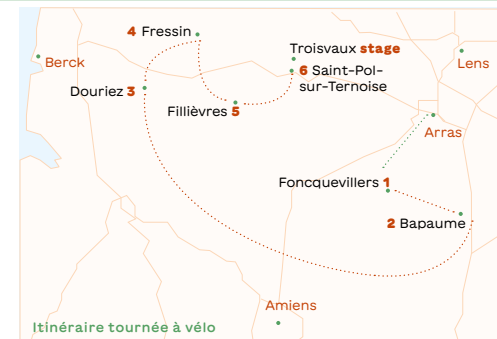 4 Fressin
Troisvaux stage
Berck
6 Saint-Pol-
sur-Ternoise
Lens
Douriez 3
Fillièvres 5
Arras
Foncquevillers 1
2 Bapaume
Amiens
Itinéraire tournée à vélo